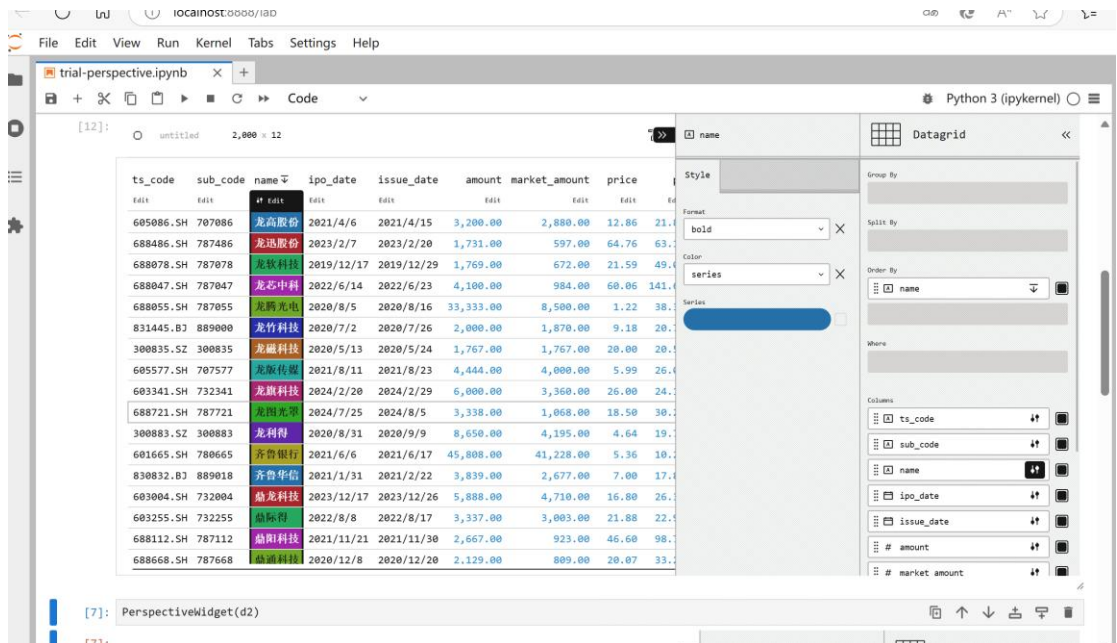 localhost:8888/lab
File Edit View Run Kernel Tabs Settings Help
trial-perspective.ipynb
Code
Python 3 (ipykernel)
[12]:
untitled 2,000 x 12
ts_code sub_code name ipo_date issue_date amount market_amount price
Edit Edit Edit Edit Edit Edit Edit Edit Ed
605086.SH 707086 龙高股份 2021/4/6 2021/4/15 3,200.00 2,880.00 12.86 21.8
688486.SH 787486 龙迅股份 2023/2/7 2023/2/20 1,731.00 597.00 64.76 63.
688078.SH 787078 龙软科技 2019/12/17 2019/12/29 1,769.00 672.00 21.59 49.
688047.SH 787047 龙芯中科 2022/6/14 2022/6/23 4,100.00 984.00 60.06 141.
688055.SH 787055 龙腾光电 2020/8/5 2020/8/16 33,333.00 8,500.00 1.22 38.
831445.BJ 889000 龙竹科技 2020/7/2 2020/7/26 2,000.00 1,870.00 9.18 20.
300835.SZ 300835 龙磁科技 2020/5/13 2020/5/24 1,767.00 1,767.00 20.00 20.
605577.SH 707577 龙版传媒 2021/8/11 2021/8/23 4,444.00 4,000.00 5.99 26.
603341.SH 732341 龙旗科技 2024/2/20 2024/2/29 6,000.00 3,360.00 26.00 24.
688721.SH 787721 龙图光罩 2024/7/25 2024/8/5 3,338.00 1,068.00 18.50 30.
300883.SZ 300883 龙利得 2020/8/31 2020/9/9 8,650.00 4,195.00 4.64 19.
601665.SH 780665 齐鲁银行 2021/6/6 2021/6/17 45,808.00 41,228.00 5.36 10.
830832.BJ 889018 齐鲁华信 2021/1/31 2021/2/22 3,839.00 2,677.00 7.00 17.
603004.SH 732004 鼎龙科技 2023/12/17 2023/12/26 5,888.00 4,710.00 16.80 26.
603255.SH 732255 鼎际得 2022/8/8 2022/8/17 3,337.00 3,003.00 21.88 22.
688112.SH 787112 鼎阳科技 2021/11/21 2021/11/30 2,667.00 923.00 46.60 98.
688668.SH 787668 鼎通科技 2020/12/8 2020/12/20 2,129.00 809.00 20.07 33.
name
Style
Format
bold
Color
series
Series
Datagrid
Group By
Split By
Order By
name
Where
Columns
ts_code
sub_code
name
ipo_date
issue_date
# amount
# market_amount
[7]: PerspectiveWidget(d2)
[7]: